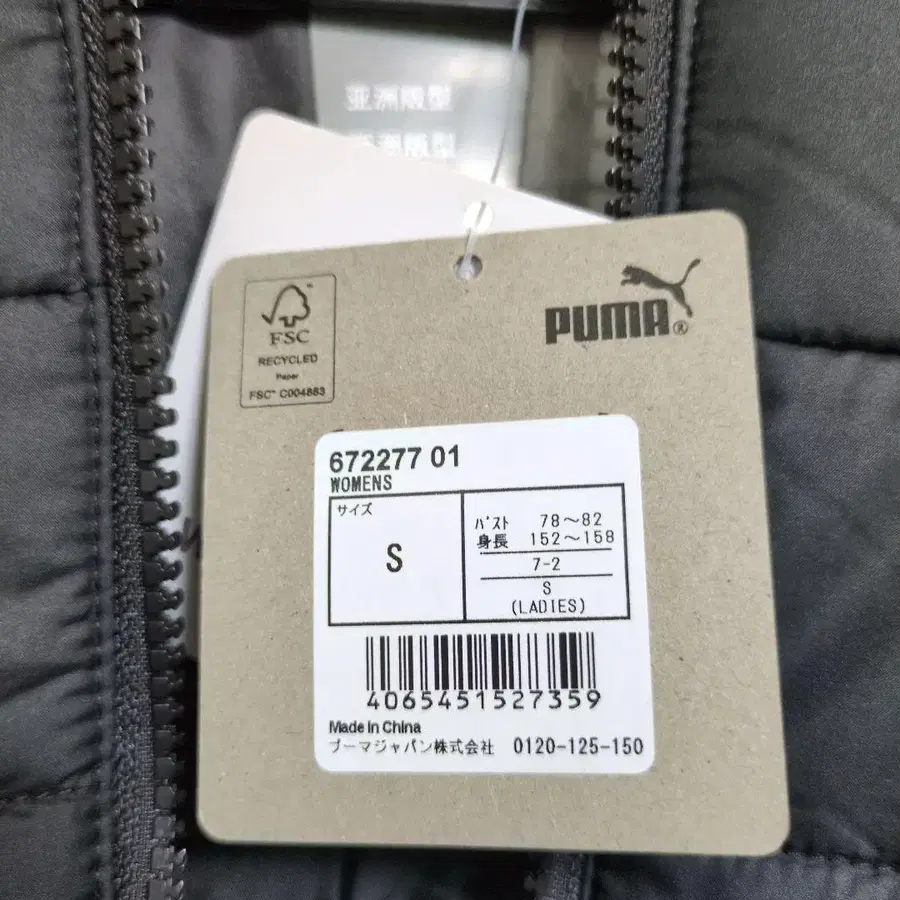 亚洲版型
亚洲版型
FSC
RECYCLED
Paper
FSC™ C004883
PUMA®
672277 01
WOMENS
サイズ
S
バスト 78～82
身長 152～158
7-2
S
(LADIES)
4065451527359
Made in China
プーマジャパン株式会社 0120-125-150